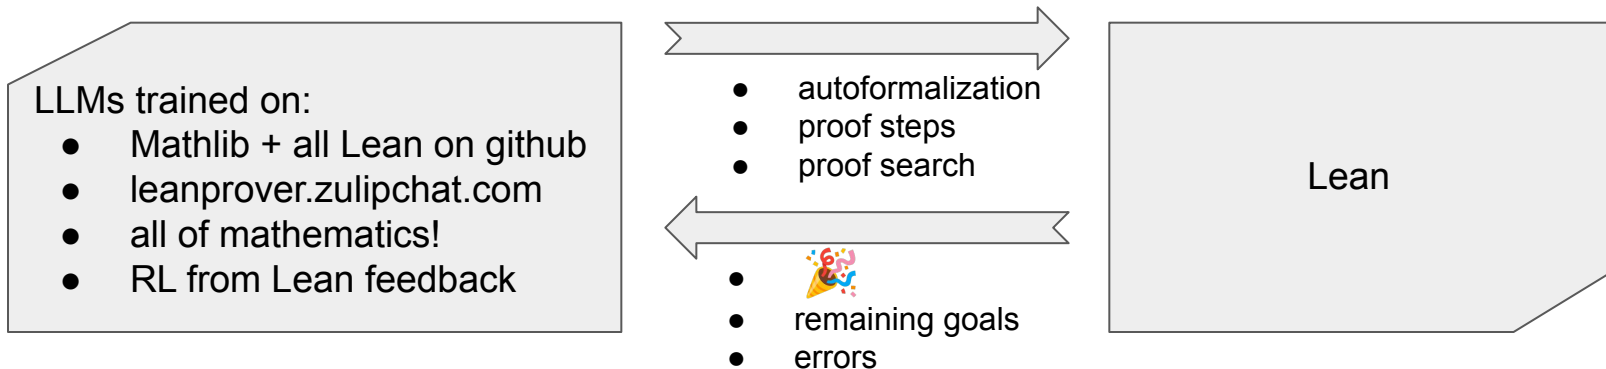 LLMs trained on:
● Mathlib + all Lean on github
● leanprover.zulipchat.com
● all of mathematics!
● RL from Lean feedback
● autoformalization
● proof steps
● proof search
● 🎉
● remaining goals
● errors
Lean